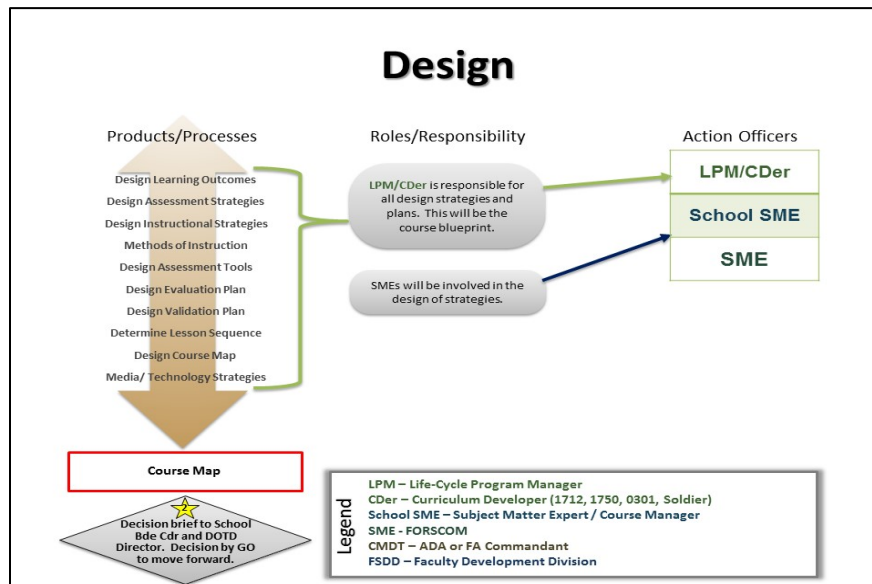 Design
Products/Processes
Design Learning Outcomes
Design Assessment Strategies
Design Instructional Strategies
Methods of Instruction
Design Assessment Tools
Design Evaluation Plan
Design Validation Plan
Determine Lesson Sequence
Design Course Map
Media/ Technology Strategies
Course Map
2
Decision brief to School
Bde Cdr and DOTD
Director. Decision by GO
to move forward.
Roles/Responsibility
LPM/CDer is responsible for
all design strategies and
plans. This will be the
course blueprint.
SMEs will be involved in the
design of strategies.
Action Officers
LPM/CDer
School SME
SME
Legend
LPM – Life-Cycle Program Manager
CDer – Curriculum Developer (1712, 1750, 0301, Soldier)
School SME – Subject Matter Expert / Course Manager
SME - FORSCOM
CMDT – ADA or FA Commandant
FSDD – Faculty Development Division